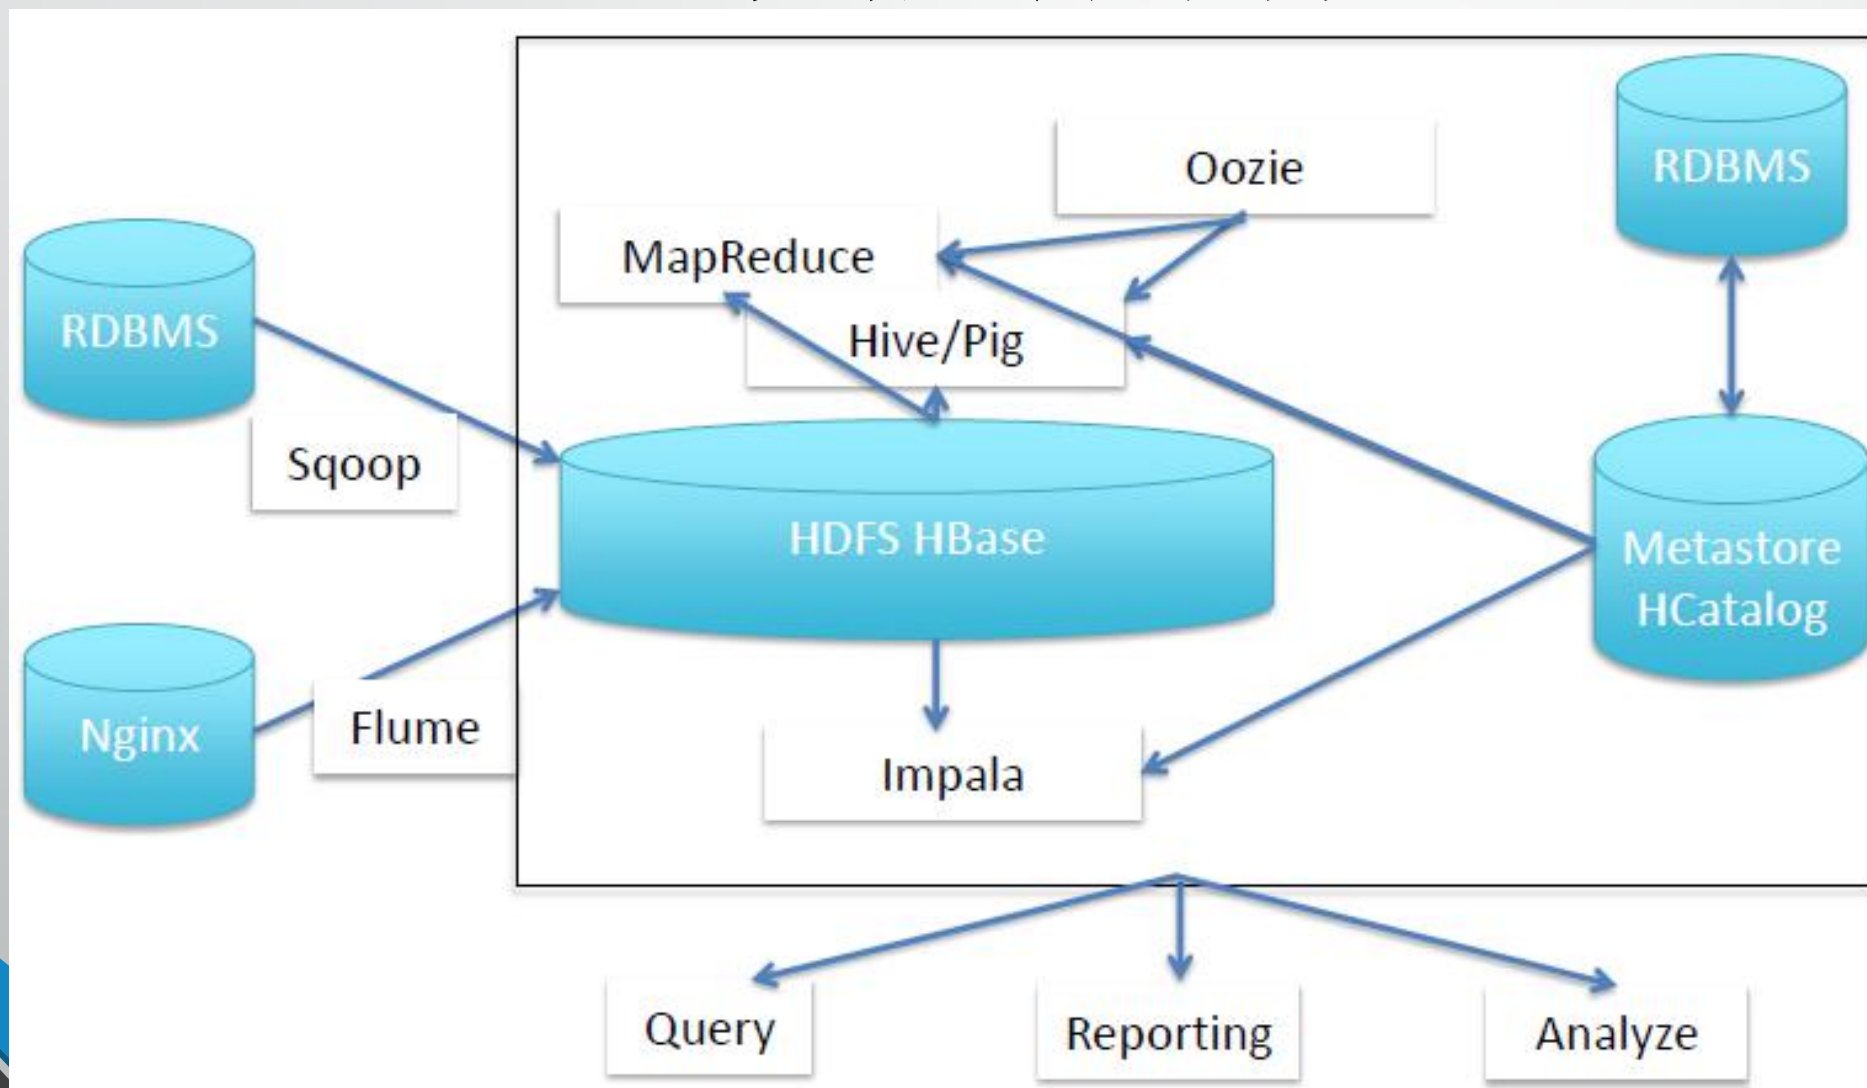 Oozie
RDBMS
MapReduce
RDBMS
Hive/Pig
Sqoop
HDFS HBase
Metastore
HCatalog
Nginx
Flume
Impala
Query
Reporting
Analyze